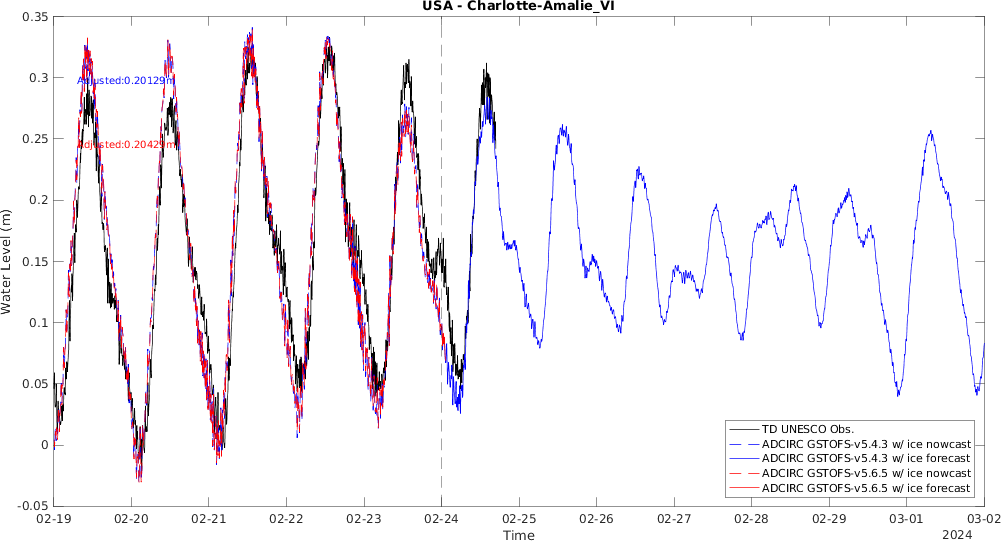 USA - Charlotte-Amalie_VI
0.35
0.3
0.25
0.2
0.15
0.1
0.05
0
-0.05
Water Level (m)
Adjusted:0.20129m
Adjusted:0.20429m
TD UNESCO Obs.
ADCIRC GSTOFS-v5.4.3 w/ ice nowcast
ADCIRC GSTOFS-v5.4.3 w/ ice forecast
ADCIRC GSTOFS-v5.6.5 w/ ice nowcast
ADCIRC GSTOFS-v5.6.5 w/ ice forecast
02-19 02-20 02-21 02-22 02-23 02-24 02-25 02-26 02-27 02-28 02-29 03-01 03-02
Time
2024